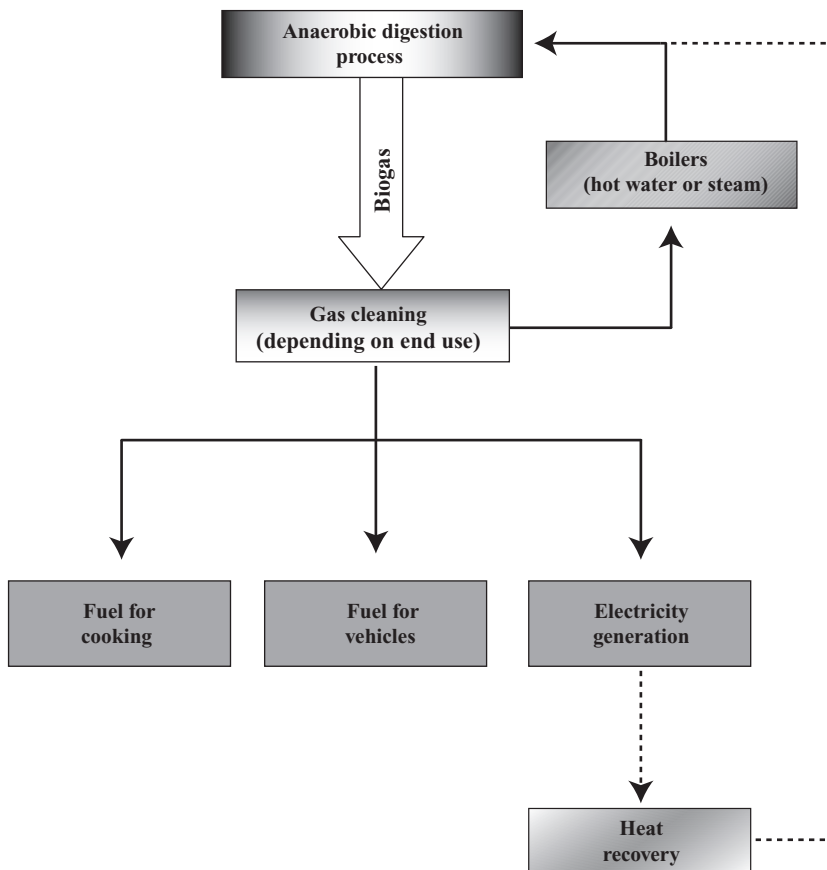 Anaerobic digestion
process
Boilers
(hot water or steam)
Biogas
Gas cleaning
(depending on end use)
Fuel for
cooking
Fuel for
vehicles
Electricity
generation
Heat
recovery